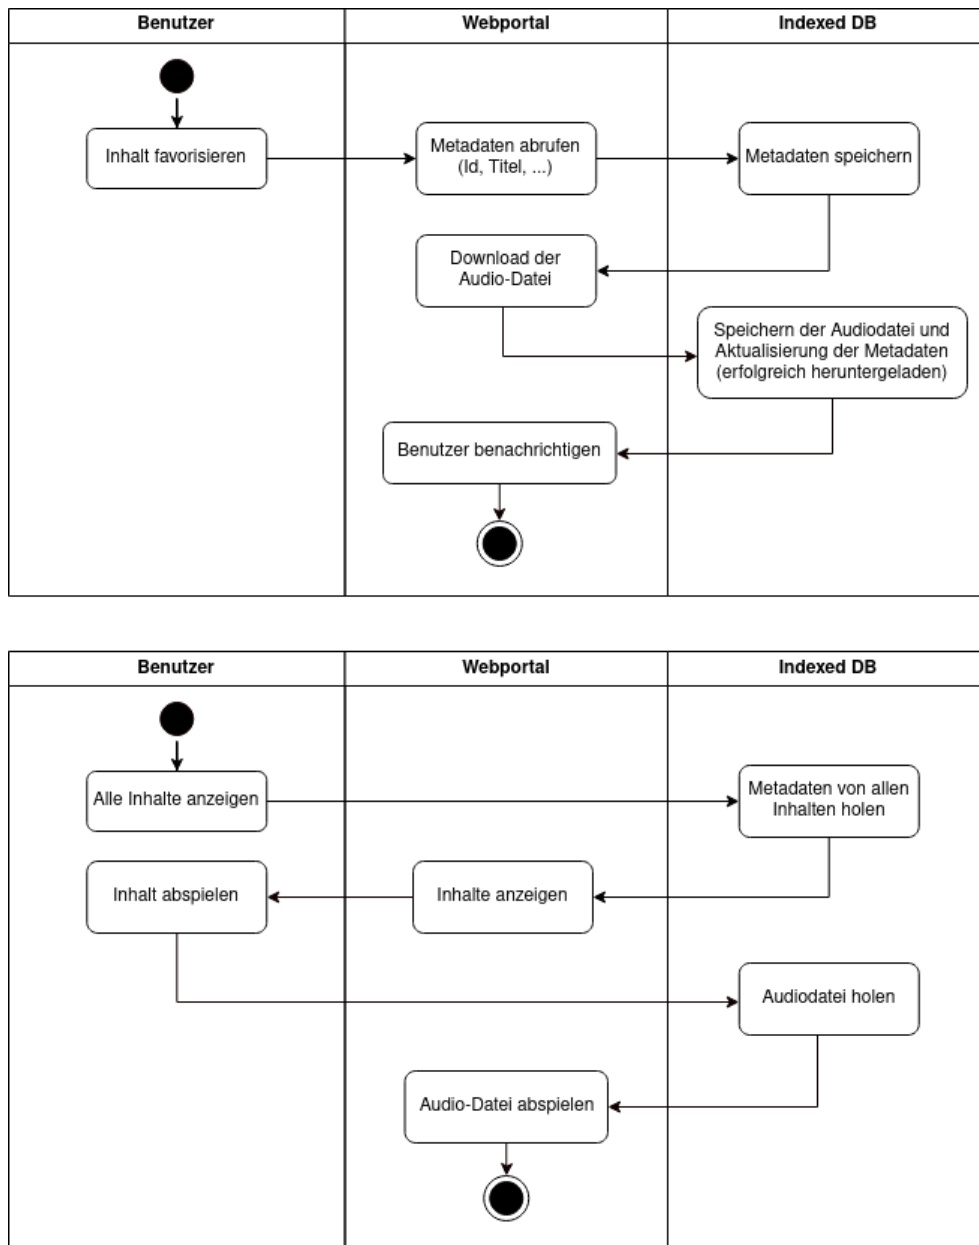 Benutzer
Webportal
Indexed DB
Inhalt favorisieren
Metadaten abrufen
(Id, Titel, ...)
Metadaten speichern
Download der
Audio-Datei
Speichern der Audiodatei und
Aktualisierung der Metadaten
(erfolgreich heruntergeladen)
Benutzer benachrichtigen
Benutzer
Webportal
Indexed DB
Alle Inhalte anzeigen
Metadaten von allen
Inhalten holen
Inhalt abspielen
Inhalte anzeigen
Audiodatei holen
Audio-Datei abspielen